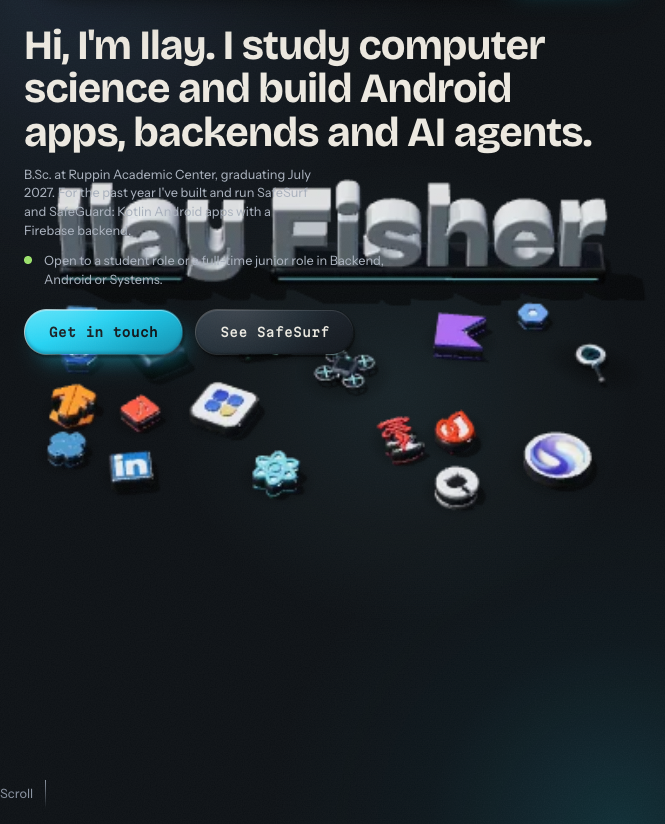 Hi, I'm Ilay. I study computer
science and build Android
apps, backends and AI agents.
B.Sc. at Ruppin Academic Center, graduating July
2027. For the past year I've built and run SafeSurf
and SafeGuard: Kotlin Android apps with a
Firebase backend.
Ilay Fisher
Open to a student role or a full-time junior role in Backend,
Android or Systems.
Get in touch
See SafeSurf
in
Scroll